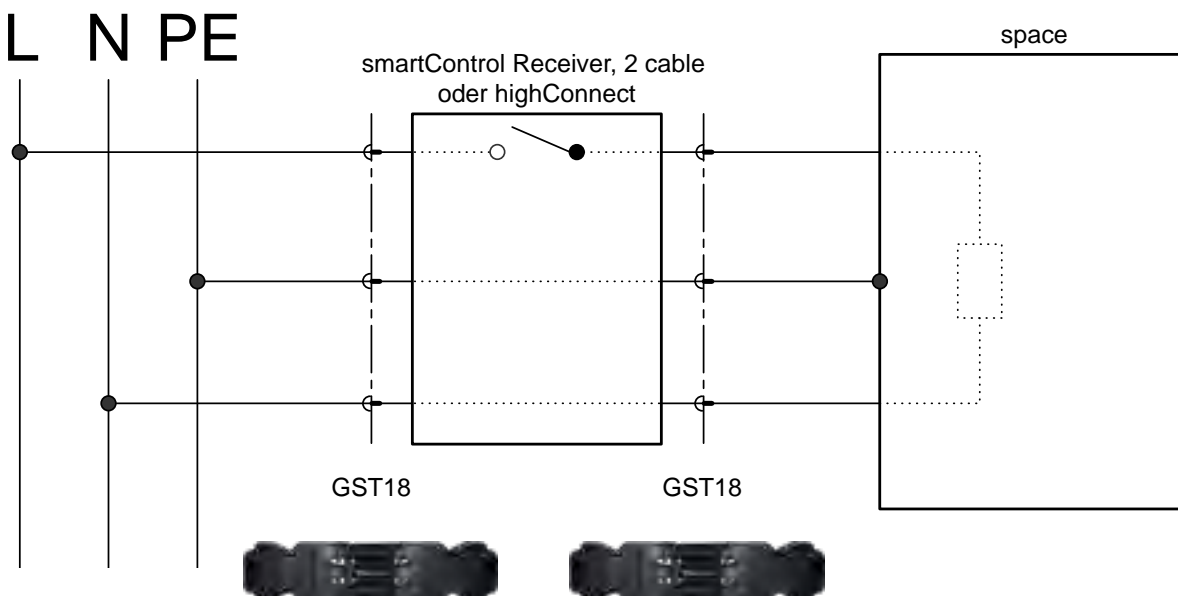 L N PE
space
smartControl Receiver, 2 cable
oder highConnect
GST18 GST18